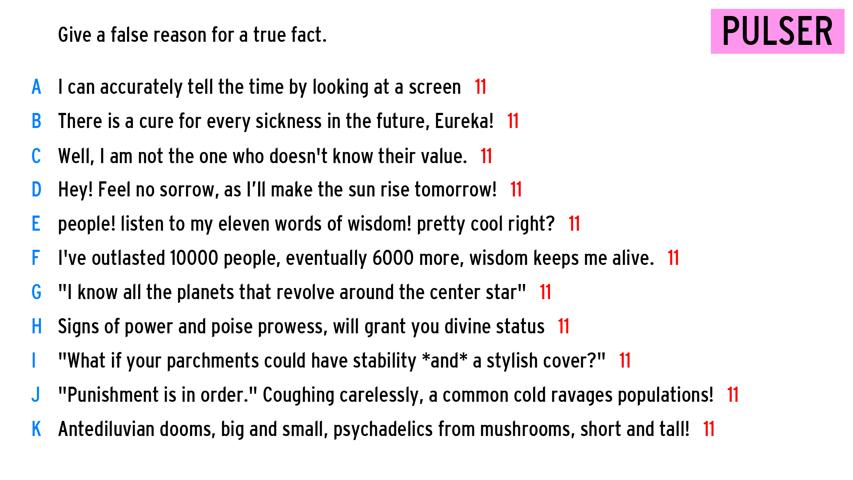 Give a false reason for a true fact.
PULSER
A I can accurately tell the time by looking at a screen 11
B There is a cure for every sickness in the future, Eureka! 11
C Well, I am not the one who doesn't know their value. 11
D Hey! Feel no sorrow, as I’ll make the sun rise tomorrow! 11
E people! listen to my eleven words of wisdom! pretty cool right? 11
F I've outlasted 10000 people, eventually 6000 more, wisdom keeps me alive. 11
G "I know all the planets that revolve around the center star" 11
H Signs of power and poise prowess, will grant you divine status 11
I "What if your parchments could have stability *and* a stylish cover?" 11
J "Punishment is in order." Coughing carelessly, a common cold ravages populations! 11
K Antediluvian dooms, big and small, psychadelics from mushrooms, short and tall! 11